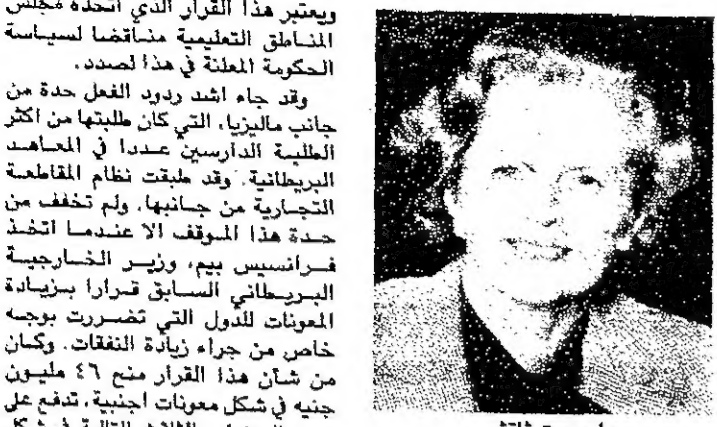 ويعتبر هذا القرار الذي اتخذه مجلس
المناطق التعليمية مناقضا لسياسة
الحكومة المعلنة في هذا لصدد.
وقد جاء اشد ردود الفعل حدة من
جانب ماليزيا، التي كان طلبتها من اكثر
الطلبة الدارسين عددا في المعاهد
البريطانية. وقد طبقت نظام المقاطعة
التجارية من جانبها، ولم تخفف من
حدة هذا الموقف الا عندما اتخذ
فرانسيس بيم، وزير الخارجية
البريطاني السابق قرارا بزيادة
المعونات للدول التي تضررت بوجه
خاص من جراء زيادة النفقات. وكان
من شأن هذا القرار منح ٤٦ مليون
جنيه في شكل معونات اجنبية، تدفع على